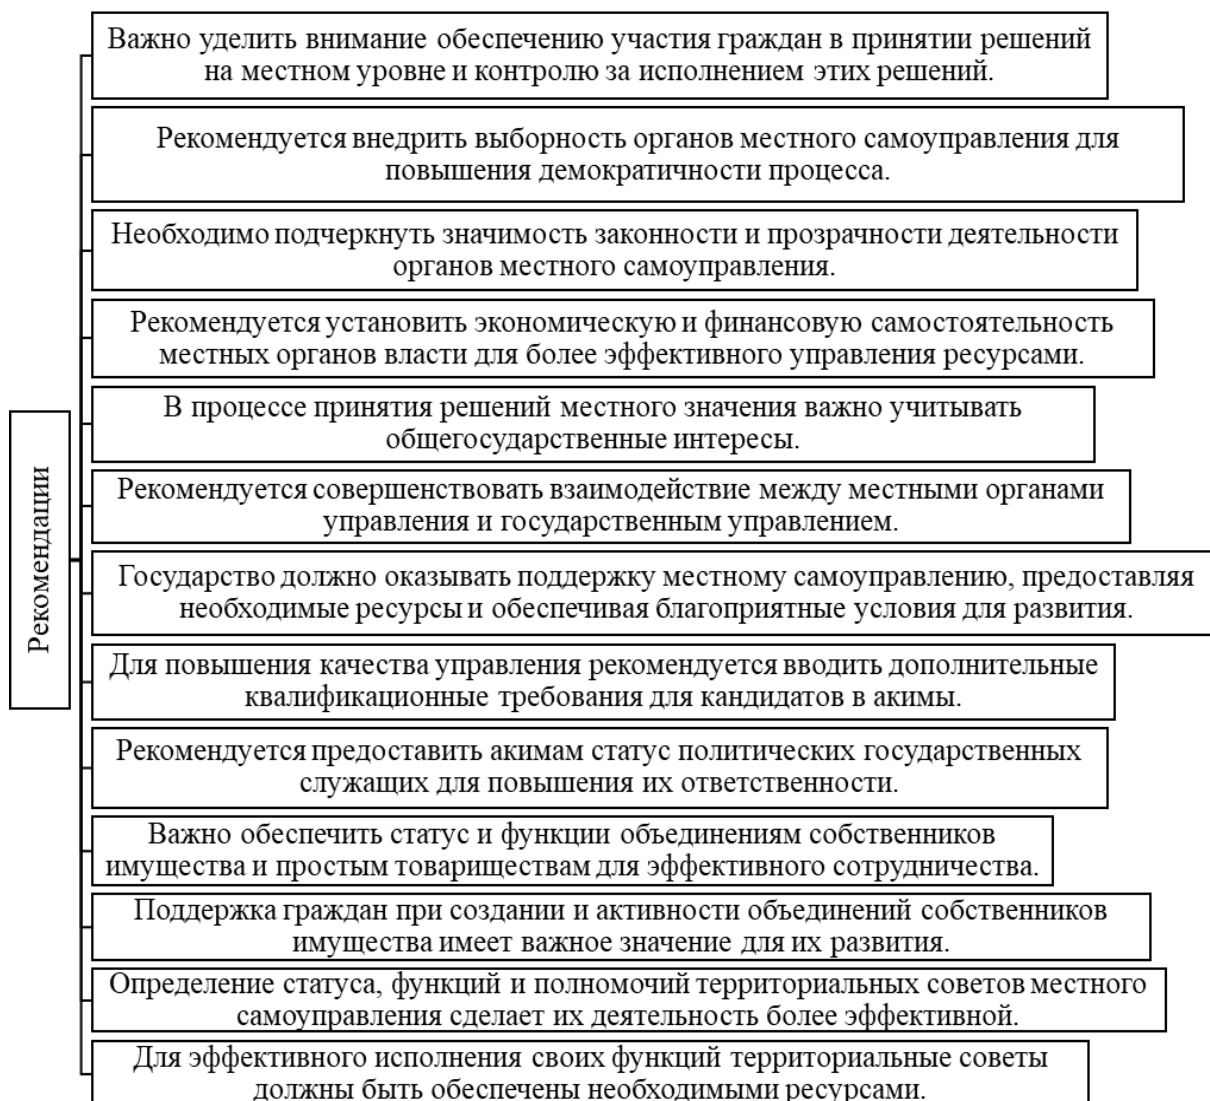 Рекомендации
Важно уделить внимание обеспечению участия граждан в принятии решений
на местном уровне и контролю за исполнением этих решений.
Рекомендуется внедрить выборность органов местного самоуправления для
повышения демократичности процесса.
Необходимо подчеркнуть значимость законности и прозрачности деятельности
органов местного самоуправления.
Рекомендуется установить экономическую и финансовую самостоятельность
местных органов власти для более эффективного управления ресурсами.
В процессе принятия решений местного значения важно учитывать
общегосударственные интересы.
Рекомендуется совершенствовать взаимодействие между местными органами
управления и государственным управлением.
Государство должно оказывать поддержку местному самоуправлению, предоставляя
необходимые ресурсы и обеспечивая благоприятные условия для развития.
Для повышения качества управления рекомендуется вводить дополнительные
квалификационные требования для кандидатов в акимы.
Рекомендуется предоставить акимам статус политических государственных
служащих для повышения их ответственности.
Важно обеспечить статус и функции объединениям собственников
имущества и простым товариществам для эффективного сотрудничества.
Поддержка граждан при создании и активности объединений собственников
имущества имеет важное значение для их развития.
Определение статуса, функций и полномочий территориальных советов местного
самоуправления сделает их деятельность более эффективной.
Для эффективного исполнения своих функций территориальные советы
должны быть обеспечены необходимыми ресурсами.